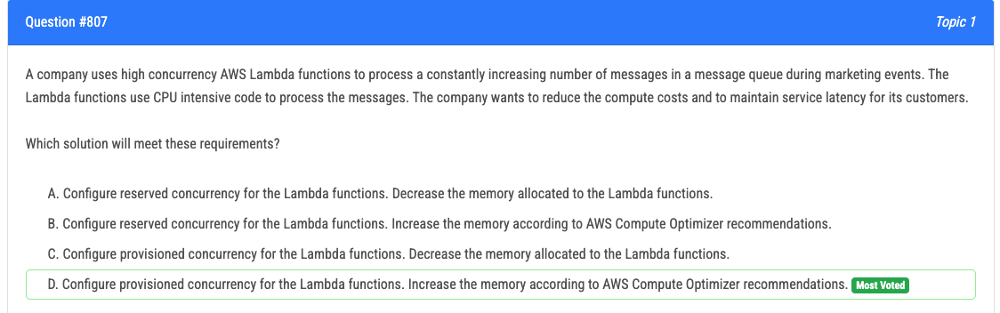 Question #807
Topic 1
A company uses high concurrency AWS Lambda functions to process a constantly increasing number of messages in a message queue during marketing events. The
Lambda functions use CPU intensive code to process the messages. The company wants to reduce the compute costs and to maintain service latency for its customers.
Which solution will meet these requirements?
A. Configure reserved concurrency for the Lambda functions. Decrease the memory allocated to the Lambda functions.
B. Configure reserved concurrency for the Lambda functions. Increase the memory according to AWS Compute Optimizer recommendations.
C. Configure provisioned concurrency for the Lambda functions. Decrease the memory allocated to the Lambda functions.
D. Configure provisioned concurrency for the Lambda functions. Increase the memory according to AWS Compute Optimizer recommendations. Most Voted